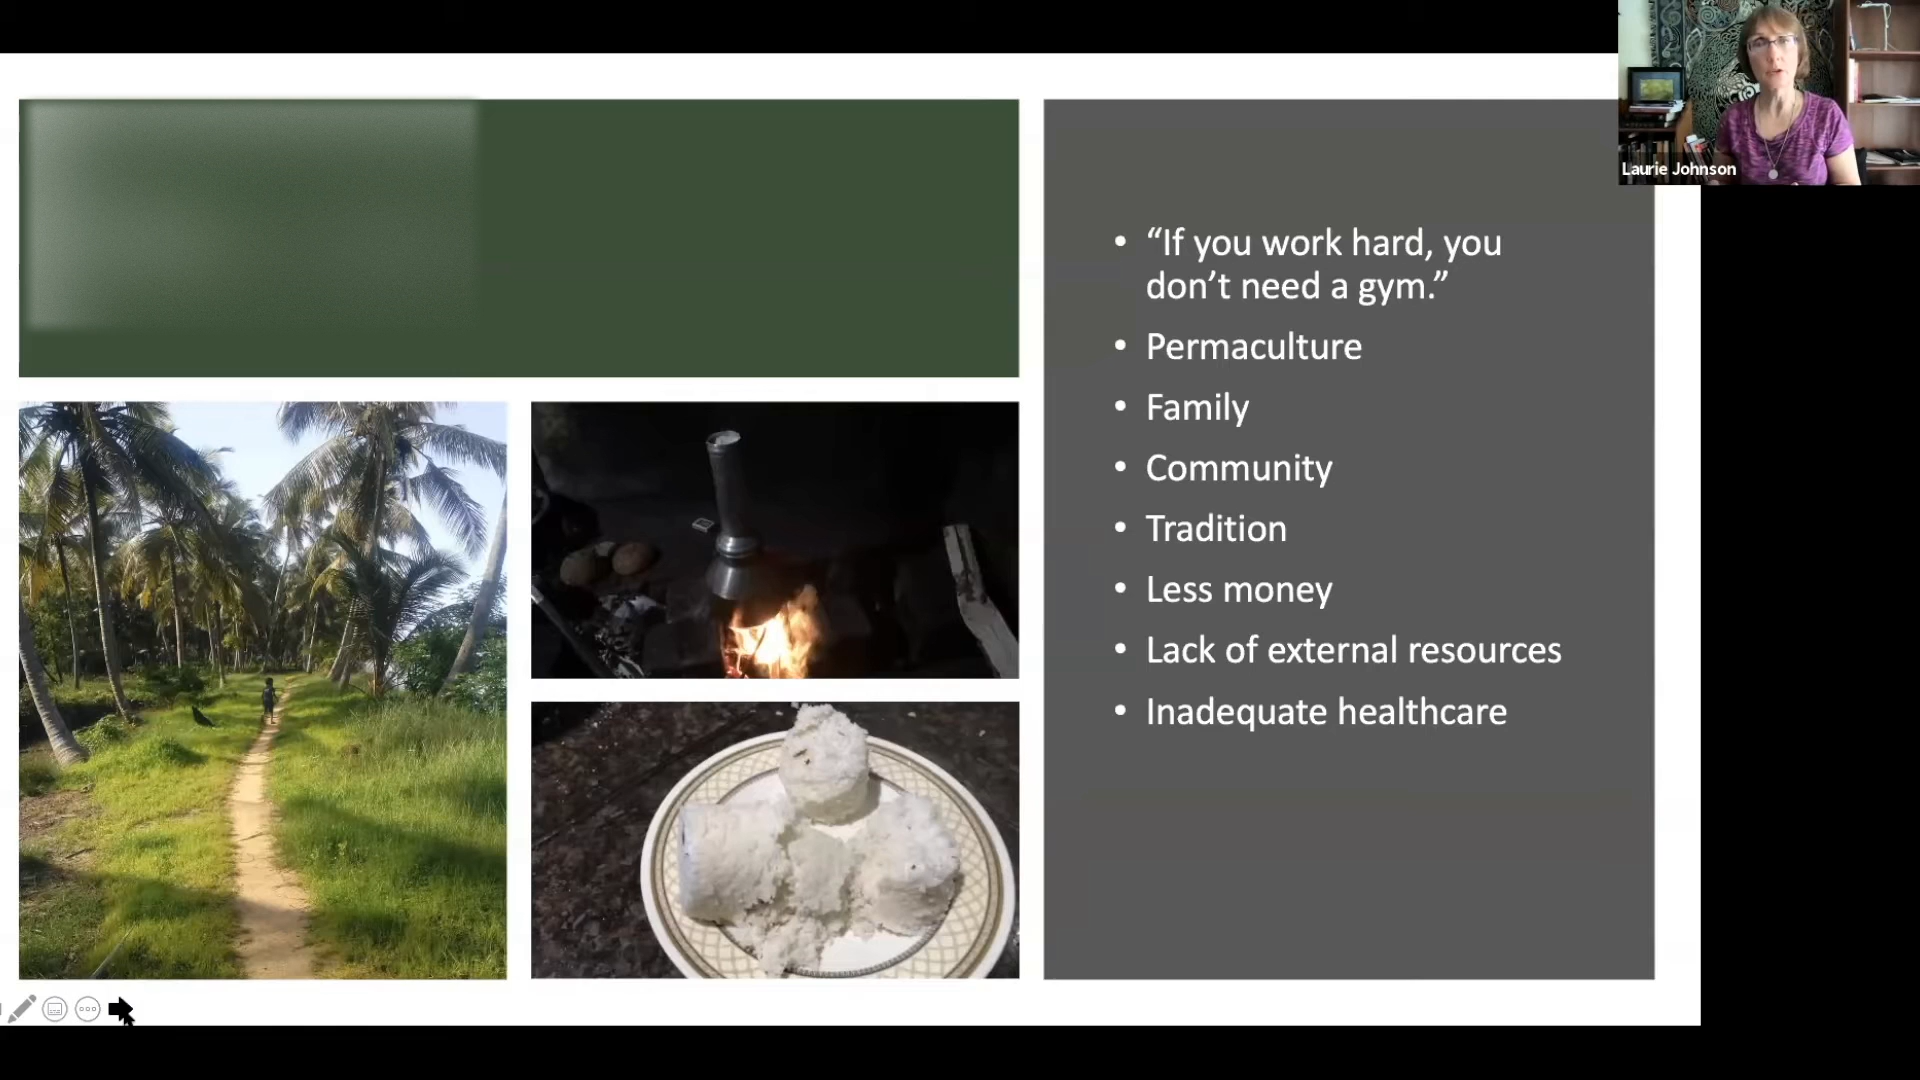 Laurie Johnson
• “If you work hard, you
don’t need a gym.”
• Permaculture
• Family
• Community
• Tradition
• Less money
• Lack of external resources
• Inadequate healthcare